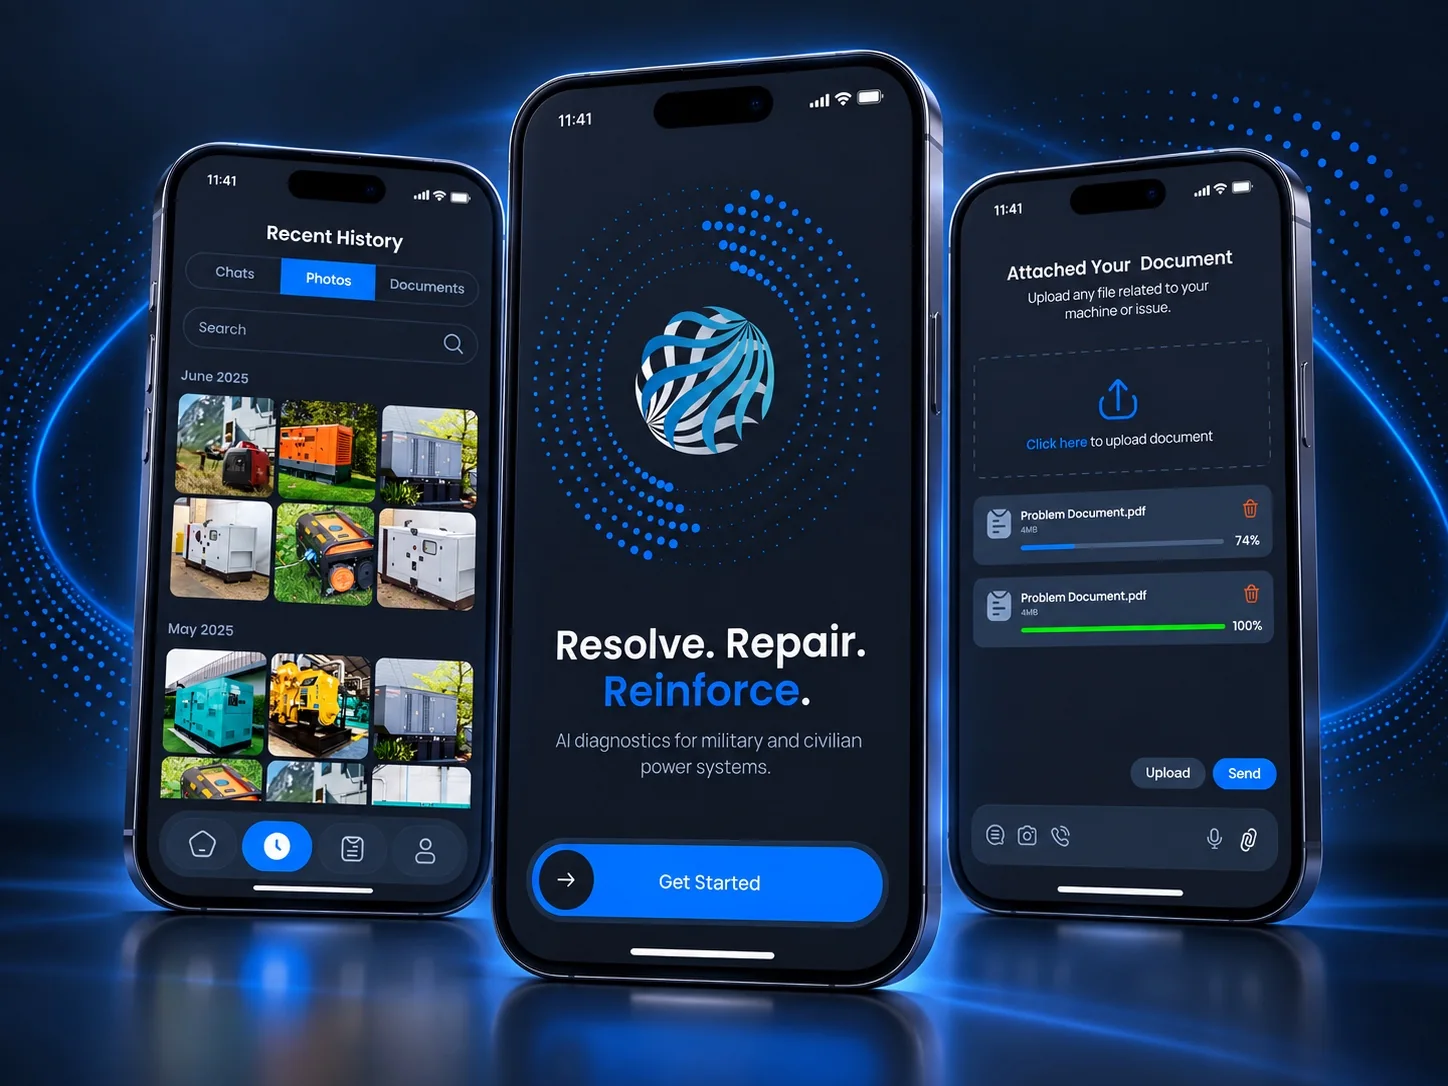 11:41
Recent History
Chats Photos Documents
Search
June 2025
May 2025
11:41
Resolve. Repair.
Reinforce.
AI diagnostics for military and civilian
power systems.
Get Started
11:41
Attached Your Document
Upload any file related to your
machine or issue.
Click here to upload document
Problem Document.pdf
4MB
74%
Problem Document.pdf
4MB
100%
Upload Send